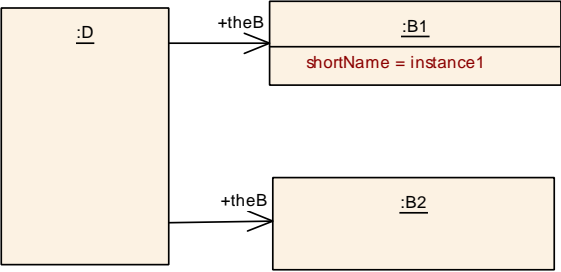 :D
+theB
:B1
shortName = instance1
+theB
:B2